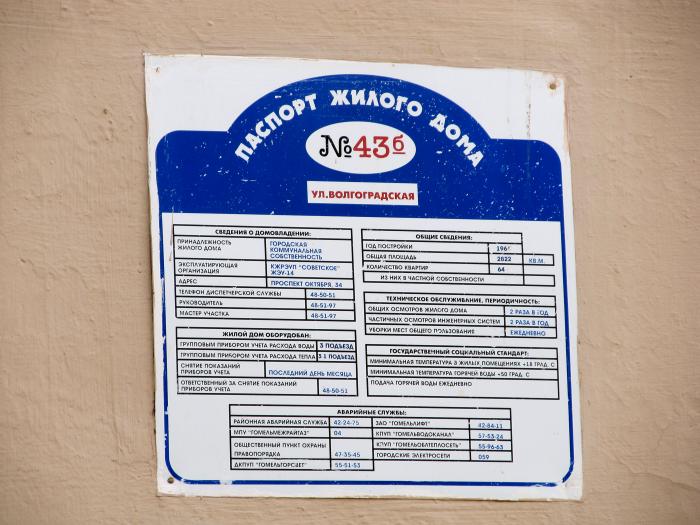 ПАСПОРТ ЖИЛОГО ДОМА
№43б
УЛ.ВОЛГОГРАДСКАЯ
СВЕДЕНИЯ О ДОМОВЛАДЕНИИ:
ПРИНАДЛЕЖНОСТЬ ЖИЛОГО ДОМА ГОРОДСКАЯ КОММУНАЛЬНАЯ СОБСТВЕННОСТЬ
ЭКСПЛУАТИРУЮЩАЯ ОРГАНИЗАЦИЯ КЖРЭУП "СОВЕТСКОЕ" ЖЭУ-14
АДРЕС ПРОСПЕКТ ОКТЯБРЯ, 34
ТЕЛЕФОН ДИСПЕТЧЕРСКОЙ СЛУЖБЫ 48-50-51
РУКОВОДИТЕЛЬ 48-51-97
МАСТЕР УЧАСТКА 48-51-97
ЖИЛОЙ ДОМ ОБОРУДОВАН:
ГРУППОВЫМ ПРИБОРОМ УЧЕТА РАСХОДА ВОДЫ 3 ПОДЪЕЗД
ГРУППОВЫМ ПРИБОРОМ УЧЕТА РАСХОДА ТЕПЛА 3 1 ПОДЪЕЗД
СНЯТИЕ ПОКАЗАНИЙ ПРИБОРОВ УЧЕТА ПОСЛЕДНИЙ ДЕНЬ МЕСЯЦА
ОТВЕТСТВЕННЫЙ ЗА СНЯТИЕ ПОКАЗАНИЙ ПРИБОРОВ УЧЕТА 48-50-51
ОБЩИЕ СВЕДЕНИЯ:
ГОД ПОСТРОЙКИ
ОБЩАЯ ПЛОЩАДЬ 2822 КВ.М.
КОЛИЧЕСТВО КВАРТИР 64
ИЗ НИХ В ЧАСТНОЙ СОБСТВЕННОСТИ
ТЕХНИЧЕСКОЕ ОБСЛУЖИВАНИЕ, ПЕРИОДИЧНОСТЬ:
ОБЩИХ ОСМОТРОВ ЖИЛОГО ДОМА 2 РАЗА В ГОД
ЧАСТИЧНЫХ ОСМОТРОВ ИНЖЕНЕРНЫХ СИСТЕМ 2 РАЗА В ГОД
УБОРКИ МЕСТ ОБЩЕГО ПОЛЬЗОВАНИЕ ЕЖЕДНЕВНО
ГОСУДАРСТВЕННЫЙ СОЦИАЛЬНЫЙ СТАНДАРТ:
МИНИМАЛЬНАЯ ТЕМПЕРАТУРА В ЖИЛЫХ ПОМЕЩЕНИЯХ +18 ГРАД. С
МИНИМАЛЬНАЯ ТЕМПЕРАТУРА ГОРЯЧЕЙ ВОДЫ +50 ГРАД. С
ПОДАЧА ГОРЯЧЕЙ ВОДЫ ЕЖЕДНЕВНО
АВАРИЙНЫЕ СЛУЖБЫ:
РАЙОННАЯ АВАРИЙНАЯ СЛУЖБА 42-24-75 ЗАО "ГОМЕЛЬЛИФТ" 42-84-11
МПУ "ГОМЕЛЬМЕЖРАЙГАЗ" 04 КПУП "ГОМЕЛЬВОДОКАНАЛ" 57-53-24
ОБЩЕСТВЕННЫЙ ПУНКТ ОХРАНЫ ПРАВОПОРЯДКА 47-35-45 КПУП "ГОМЕЛЬОБЛТЕПЛОСЕТЬ" 55-96-63
ДКПУП "ГОМЕЛЬГОРСВЕТ" 55-51-53 ГОРОДСКИЕ ЭЛЕКТРОСЕТИ 059